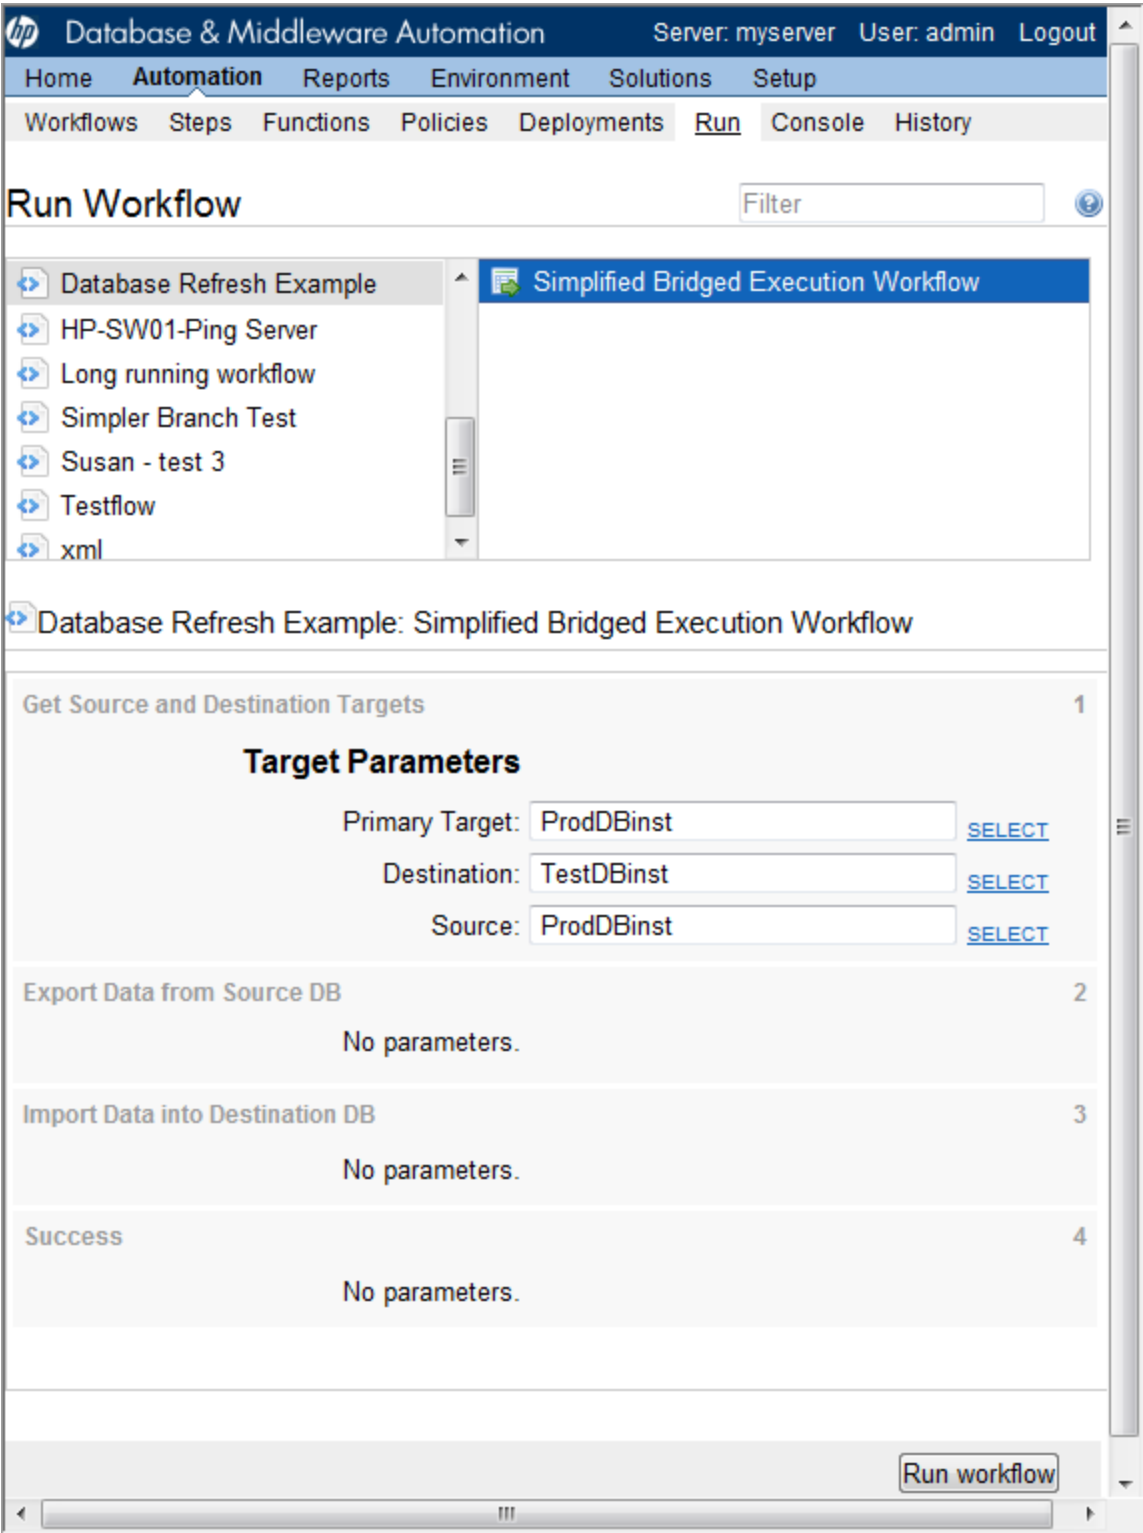 hp Database & Middleware Automation Server: myserver User: admin Logout
Home Automation Reports Environment Solutions Setup
Workflows Steps Functions Policies Deployments Run Console History
Run Workflow Filter ?
Database Refresh Example
Simplified Bridged Execution Workflow
HP-SW01-Ping Server
Long running workflow
Simpler Branch Test
Susan - test 3
Testflow
xml
Database Refresh Example: Simplified Bridged Execution Workflow
Get Source and Destination Targets 1
Target Parameters
Primary Target: ProdDBinst SELECT
Destination: TestDBinst SELECT
Source: ProdDBinst SELECT
Export Data from Source DB 2
No parameters.
Import Data into Destination DB 3
No parameters.
Success 4
No parameters.
Run workflow